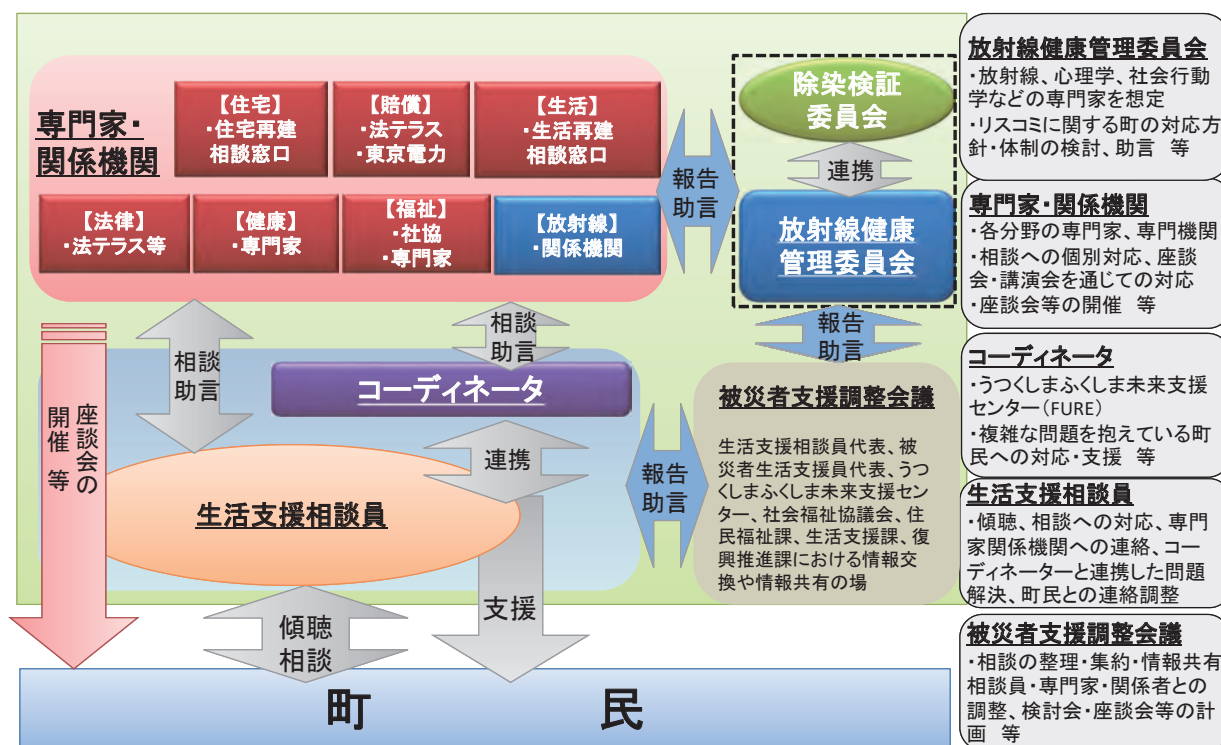 専門家・
関係機関
【住宅】
・住宅再建
相談窓口
【賠償】
・法テラス
・東京電力
【生活】
・生活再建
相談窓口
【法律】
・法テラス等
【健康】
・専門家
【福祉】
・社協
・専門家
【放射線】
・関係機関
報告
助言
除染検証
委員会
連携
放射線健康
管理委員会
報告
助言
座談会の
開催 等
相談
助言
相談
助言
コーディネータ
連携
生活支援相談員
報告
助言
被災者支援調整会議
生活支援相談員代表、被
災者生活支援員代表、うつ
くしまふくしま未来支援セン
ター、社会福祉協議会、住
民福祉課、生活支援課、復
興推進課における情報交
換や情報共有の場
傾聴
相談
支援
町 民
放射線健康管理委員会
・放射線、心理学、社会行動
学などの専門家を想定
・リスコミに関する町の対応方
針・体制の検討、助言 等
専門家・関係機関
・各分野の専門家、専門機関
・相談への個別対応、座談
会・講演会を通じての対応
・座談会等の開催 等
コーディネータ
・うつくしまふくしま未来支援
センター(FURE)
・複雑な問題を抱えている町
民への対応・支援 等
生活支援相談員
・傾聴、相談への対応、専門
家関係機関への連絡、コー
ディネーターと連携した問題
解決、町民との連絡調整
被災者支援調整会議
・相談の整理・集約・情報共有
相談員・専門家・関係者との
調整、検討会・座談会等の計
画 等